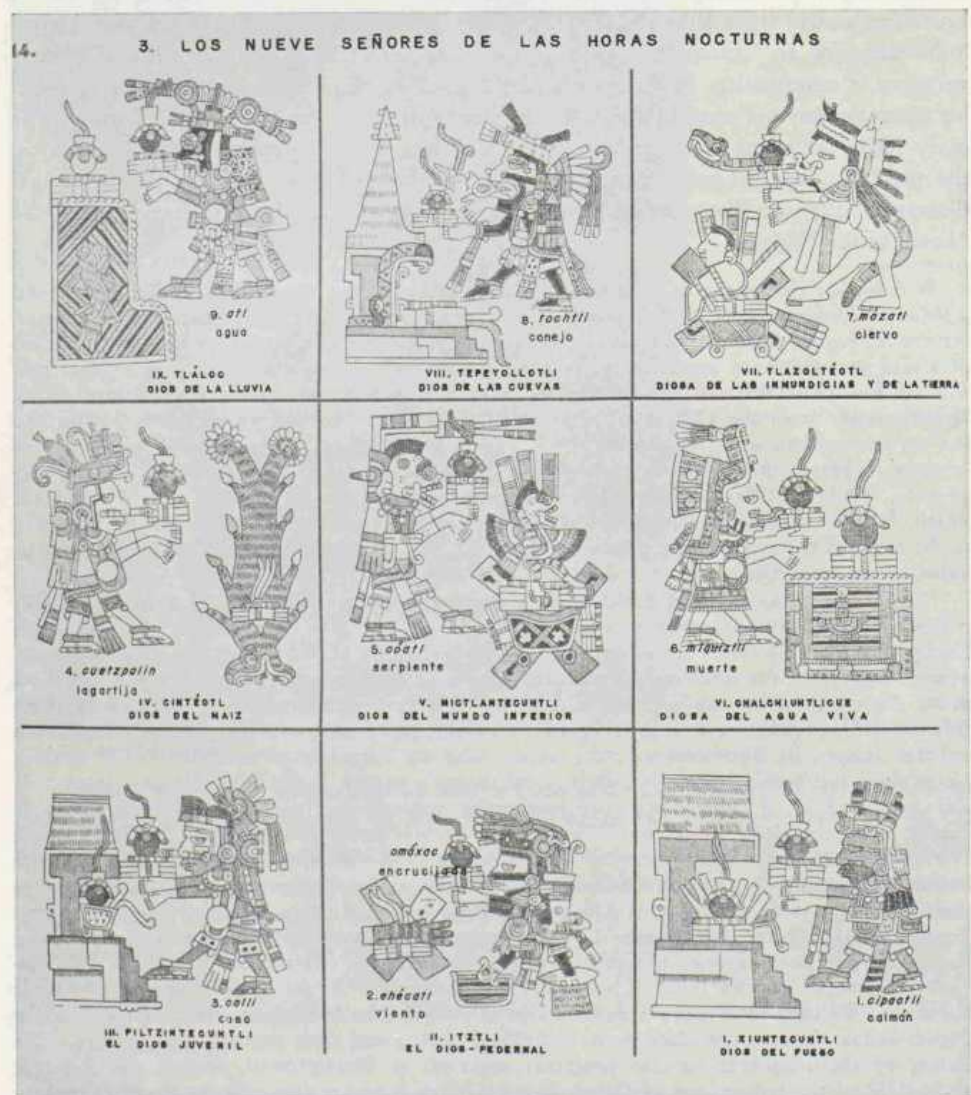 14.
3. LOS NUEVE SEÑORES DE LAS HORAS NOCTURNAS
9. atl
agua
IX. TLÁLOC
DIOS DE LA LLUVIA
8. tochtli
conejo
VIII. TEPEYOLLOTLI
DIOS DE LAS CUEVAS
7. mazatl
ciervo
VII. TLAZOLTÉOTL
DIOSA DE LAS INMUNDICIAS Y DE LA TIERRA
4. cuetzpalin
lagartija
IV. CINTÉOTL
DIOS DEL MAIZ
5. coatl
serpiente
V. MICTLANTECUHTLI
DIOS DEL MUNDO INFERIOR
6. miquiztli
muerte
VI. CHALCHIUHTLICUE
DIOSA DEL AGUA VIVA
3. calli
casa
III. PILTZINTECUHTLI
EL DIOS JUVENIL
omáxac
encrucijada
2. ehécatl
viento
II. ITZTLI
EL DIOS-PEDERNAL
1. cipactli
caimán
I. XIUHTECUHTLI
DIOS DEL FUEGO